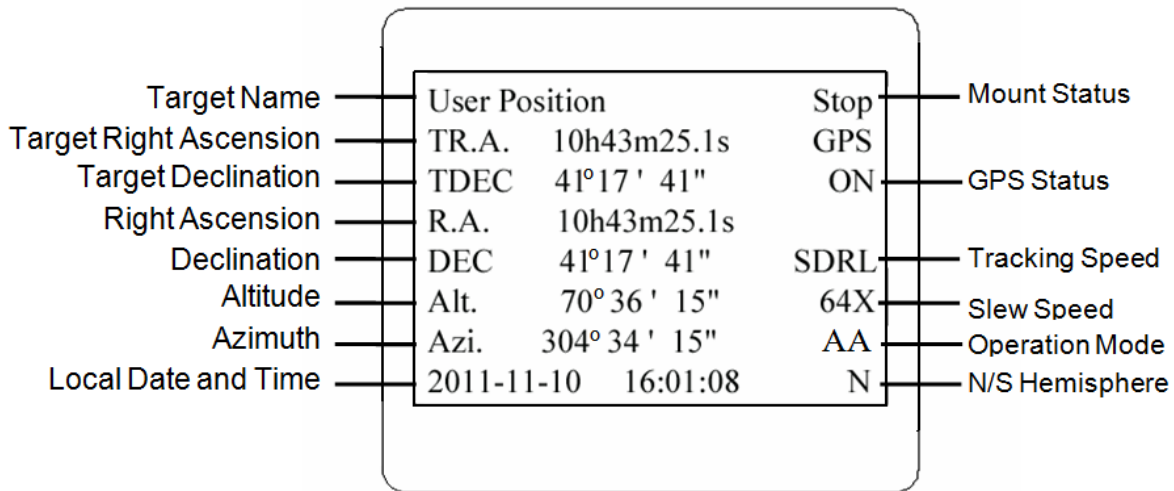 Target Name
Target Right Ascension
Target Declination
Right Ascension
Declination
Altitude
Azimuth
Local Date and Time
User Position Stop
TR.A. 10h43m25.1s GPS
TDEC 41º17 ' 41" ON
R.A. 10h43m25.1s
DEC 41º17 ' 41" SDRL
Alt. 70º 36 ' 15" 64X
Azi. 304º 34 ' 15" AA
2011-11-10 16:01:08 N
Mount Status
GPS Status
Tracking Speed
Slew Speed
Operation Mode
N/S Hemisphere